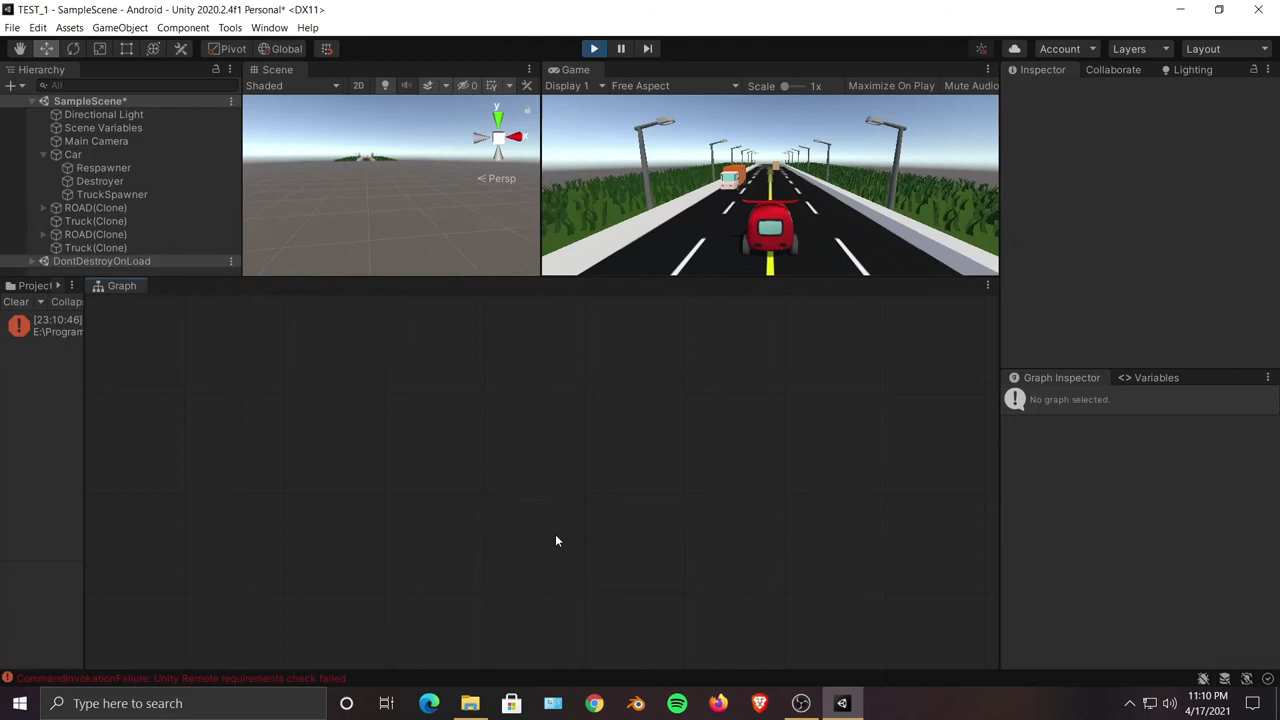 TEST_1 - SampleScene - Android - Unity 2020.2.4f1 Personal* <DX11>
File Edit Assets GameObject Component Tools Window Help
Pivot Global Account Layers Layout
Hierarchy Scene Game Inspector Collaborate Lighting
All Shaded 2D 0 Display 1 Free Aspect Scale 1x Maximize On Play Mute Audio
SampleScene*
Directional Light
Scene Variables
Main Camera
Car
Respawner
Destroyer
TruckSpawner
ROAD(Clone)
Truck(Clone)
ROAD(Clone)
Truck(Clone)
DontDestroyOnLoad
y
x
Persp
Project Graph
Clear Collaps
[23:10:46]
E:\Program
Graph Inspector <> Variables
No graph selected.
CommandInvokationFailure: Unity Remote requirements check failed
Type here to search
11:10 PM
4/17/2021